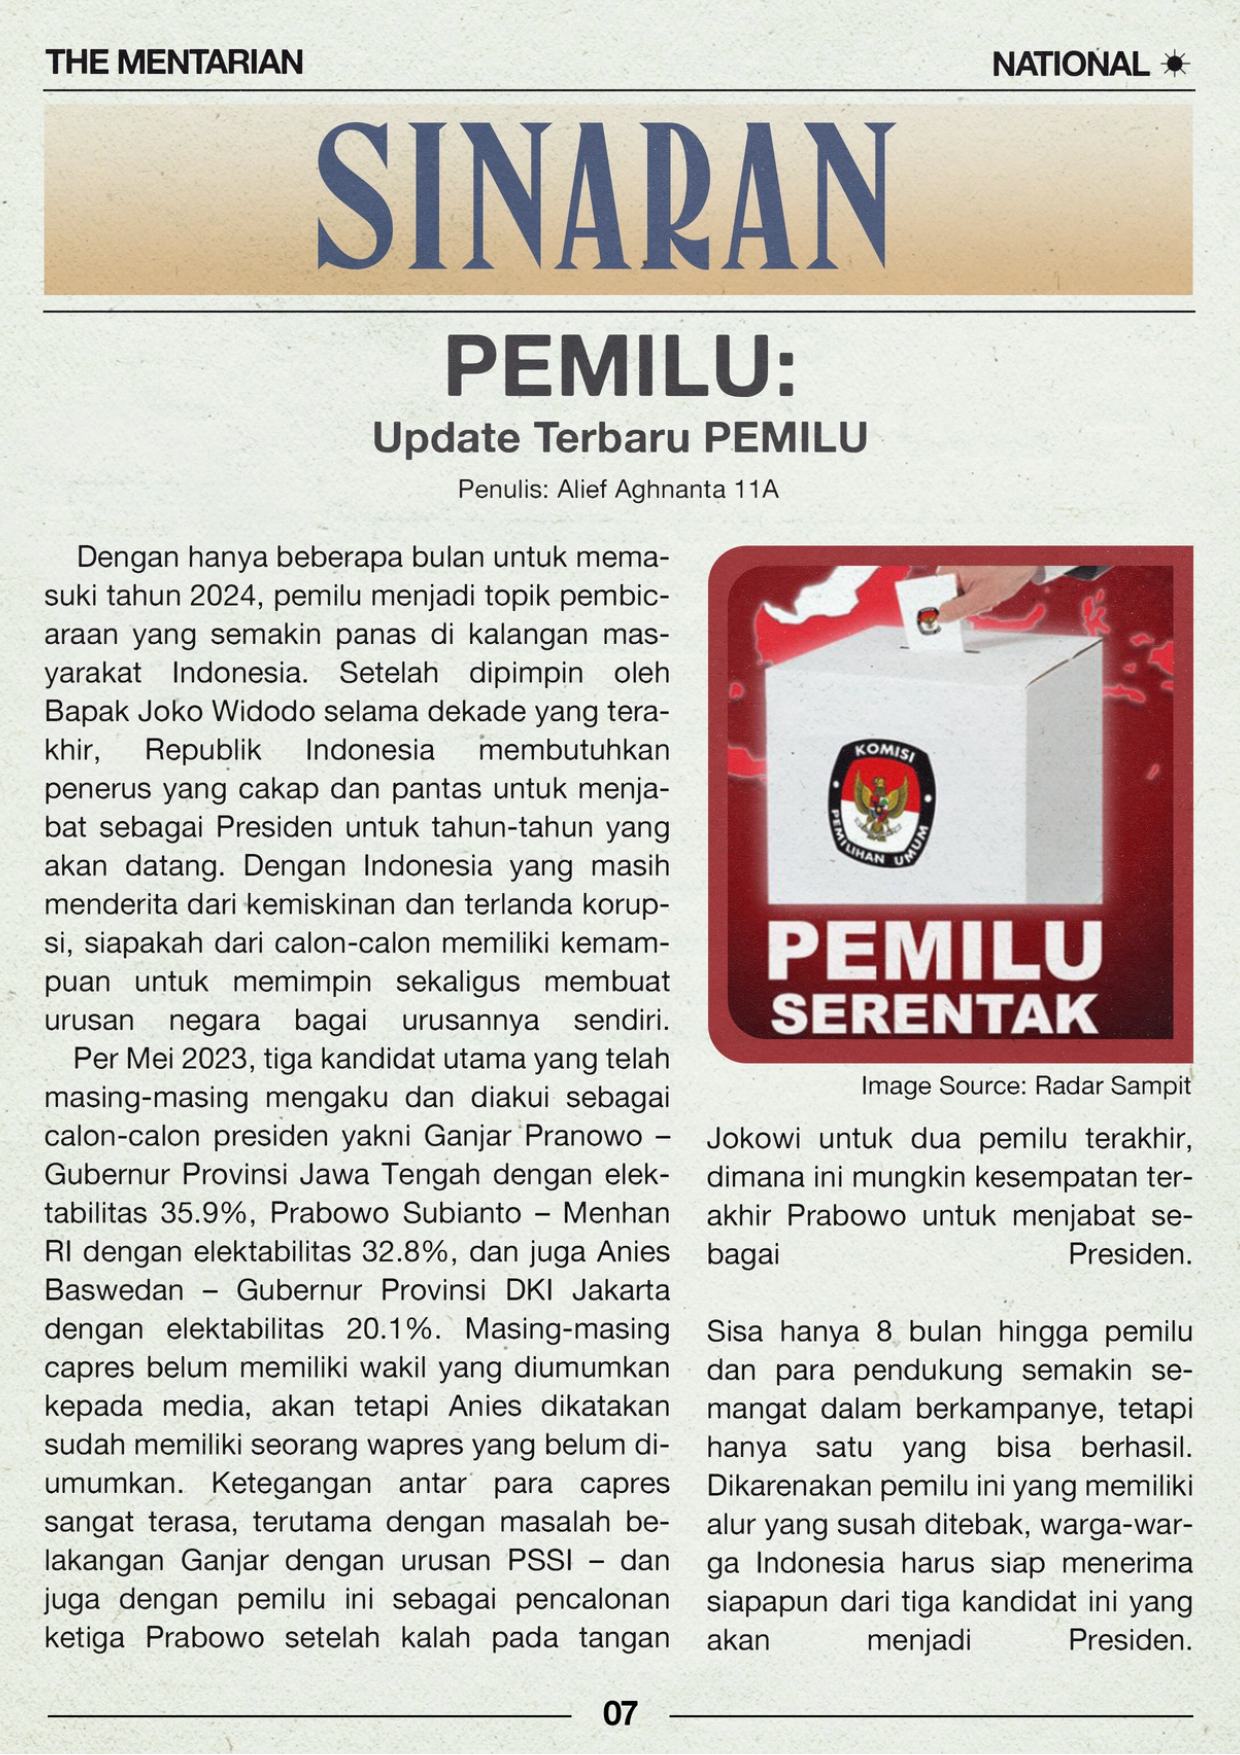 THE MENTARIAN
NATIONAL
SINARAN
PEMILU:
Update Terbaru PEMILU
Penulis: Alief Aghnanta 11A
Dengan hanya beberapa bulan untuk mema-
suki tahun 2024, pemilu menjadi topik pembic-
araan yang semakin panas di kalangan mas-
yarakat Indonesia. Setelah dipimpin oleh
Bapak Joko Widodo selama dekade yang tera-
khir, Republik Indonesia membutuhkan
penerus yang cakap dan pantas untuk menja-
bat sebagai Presiden untuk tahun-tahun yang
akan datang. Dengan Indonesia yang masih
menderita dari kemiskinan dan terlanda korup-
si, siapakah dari calon-calon memiliki kemam-
puan untuk memimpin sekaligus membuat
urusan negara bagai urusannya sendiri.
Per Mei 2023, tiga kandidat utama yang telah
masing-masing mengaku dan diakui sebagai
calon-calon presiden yakni Ganjar Pranowo –
Gubernur Provinsi Jawa Tengah dengan elek-
tabilitas 35.9%, Prabowo Subianto – Menhan
RI dengan elektabilitas 32.8%, dan juga Anies
Baswedan – Gubernur Provinsi DKI Jakarta
dengan elektabilitas 20.1%. Masing-masing
capres belum memiliki wakil yang diumumkan
kepada media, akan tetapi Anies dikatakan
sudah memiliki seorang wapres yang belum di-
umumkan. Ketegangan antar para capres
sangat terasa, terutama dengan masalah be-
lakangan Ganjar dengan urusan PSSI – dan
juga dengan pemilu ini sebagai pencalonan
ketiga Prabowo setelah kalah pada tangan
KOMISI
PEMILIHAN UMUM
PEMILU
SERENTAK
Image Source: Radar Sampit
Jokowi untuk dua pemilu terakhir,
dimana ini mungkin kesempatan ter-
akhir Prabowo untuk menjabat se-
bagai Presiden.
Sisa hanya 8 bulan hingga pemilu
dan para pendukung semakin se-
mangat dalam berkampanye, tetapi
hanya satu yang bisa berhasil.
Dikarenakan pemilu ini yang memiliki
alur yang susah ditebak, warga-war-
ga Indonesia harus siap menerima
siapapun dari tiga kandidat ini yang
akan menjadi Presiden.
07